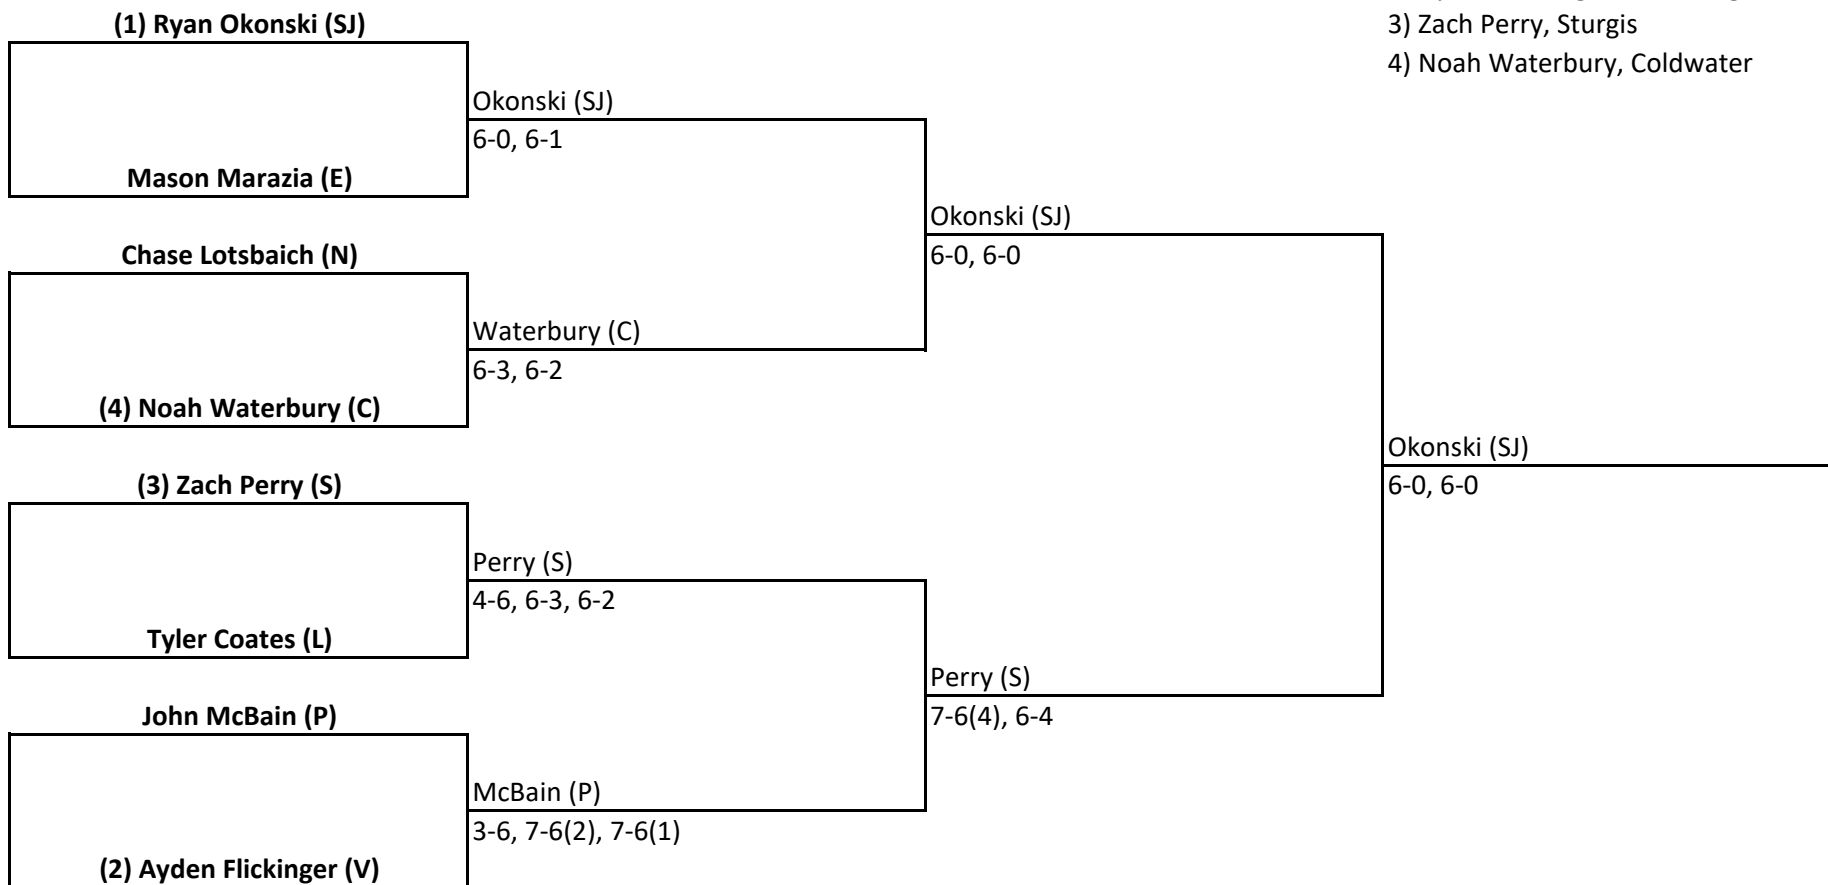 (1) Ryan Okonski (SJ)
3) Zach Perry, Sturgis
4) Noah Waterbury, Coldwater
Okonski (SJ)
6-0, 6-1
Mason Marazia (E)
Okonski (SJ)
6-0, 6-0
Chase Lotsbaich (N)
Waterbury (C)
6-3, 6-2
(4) Noah Waterbury (C)
Okonski (SJ)
6-0, 6-0
(3) Zach Perry (S)
Perry (S)
4-6, 6-3, 6-2
Tyler Coates (L)
Perry (S)
7-6(4), 6-4
John McBain (P)
McBain (P)
3-6, 7-6(2), 7-6(1)
(2) Ayden Flickinger (V)